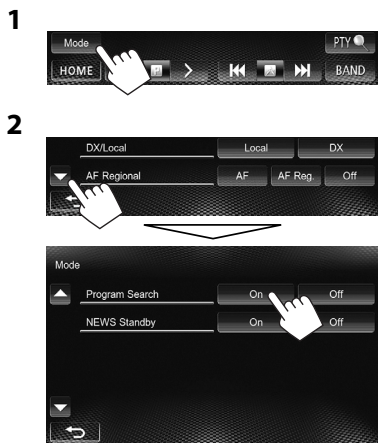 1
Mode
PTY
HOME
BAND
2
DX/Local Local DX
AF Regional AF AF Reg. Off
Mode
Program Search On Off
NEWS Standby On Off